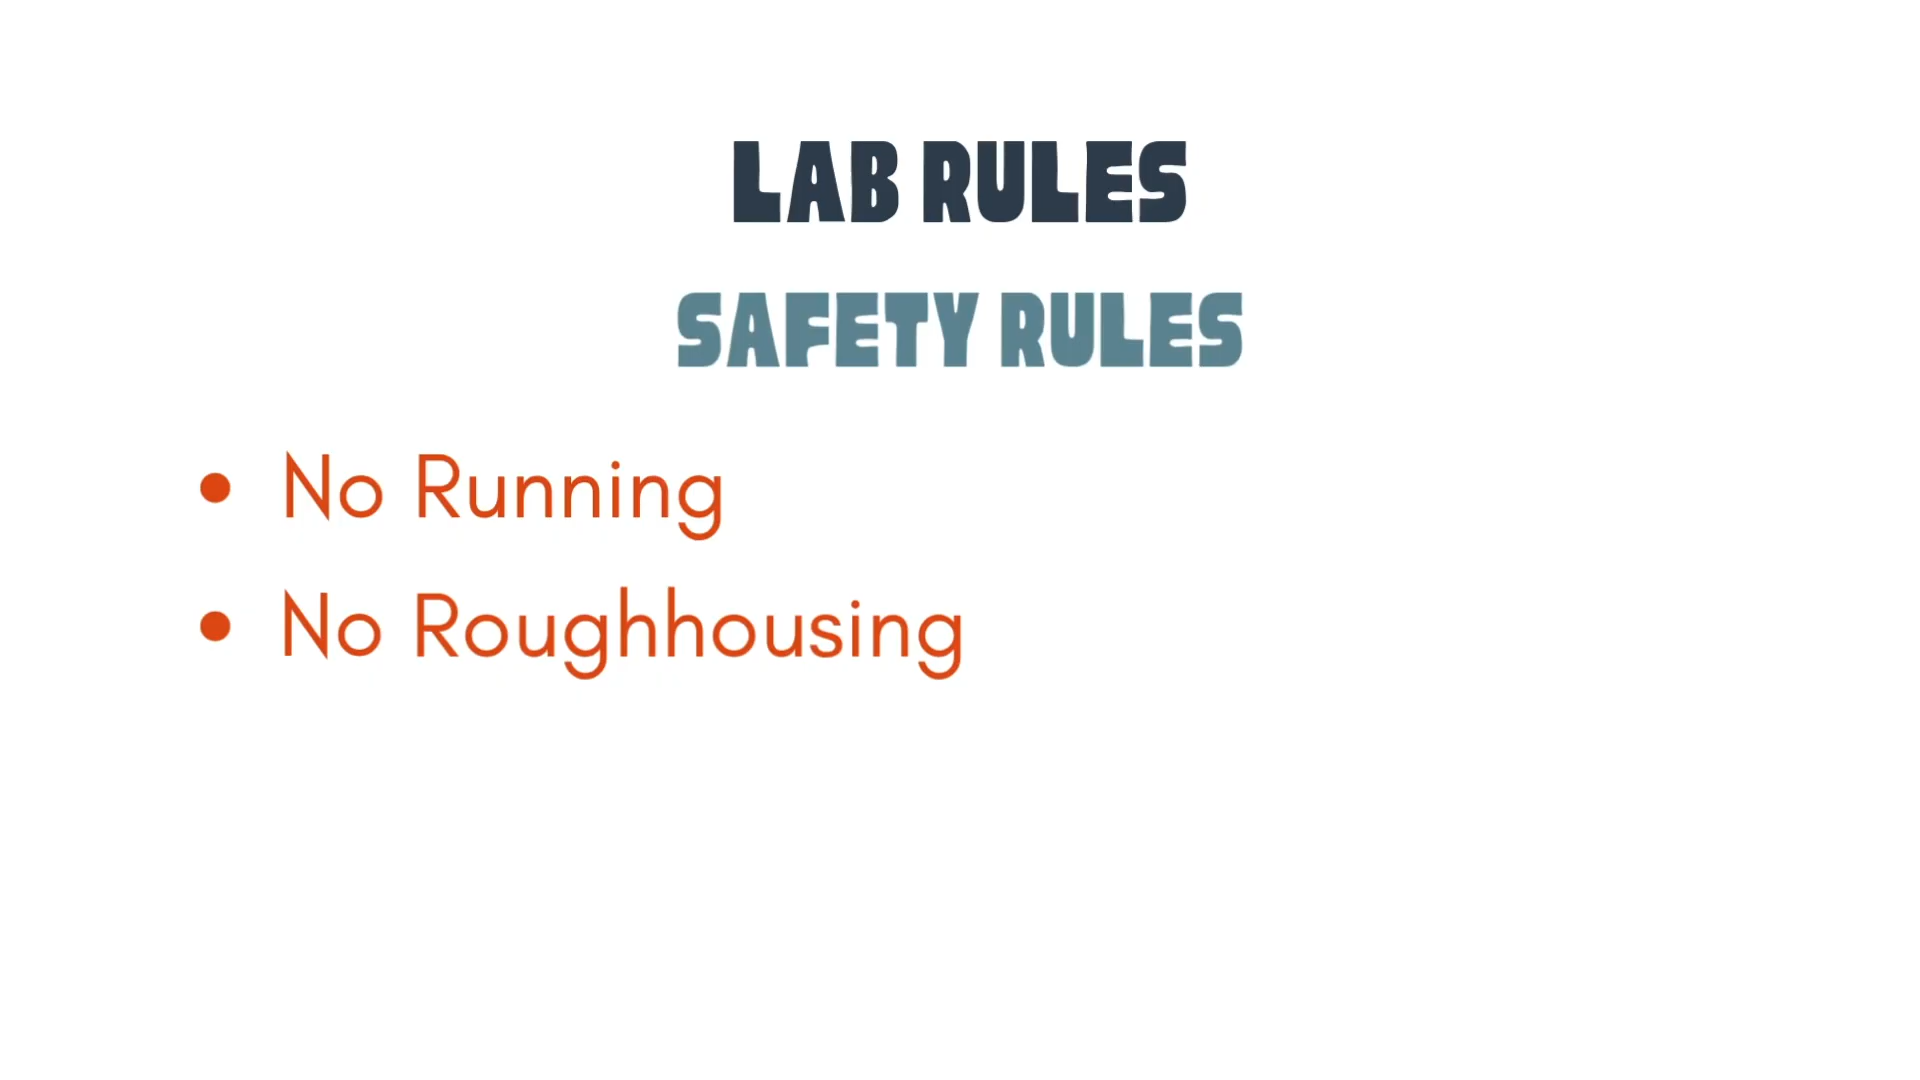 LAB RULES
SAFETY RULES
• No Running
• No Roughhousing